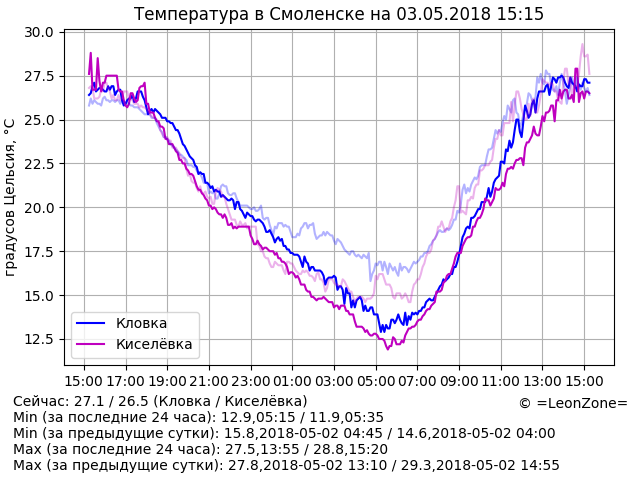 Температура в Смоленске на 03.05.2018 15:15
градусов Цельсия, °C
30.0
27.5
25.0
22.5
20.0
17.5
15.0
12.5
Кловка
Киселёвка
15:00 17:00 19:00 21:00 23:00 01:00 03:00 05:00 07:00 09:00 11:00 13:00 15:00
Сейчас: 27.1 / 26.5 (Кловка / Киселёвка)
© =LeonZone=
Min (за последние 24 часа): 12.9,05:15 / 11.9,05:35
Min (за предыдущие сутки): 15.8,2018-05-02 04:45 / 14.6,2018-05-02 04:00
Max (за последние 24 часа): 27.5,13:55 / 28.8,15:20
Max (за предыдущие сутки): 27.8,2018-05-02 13:10 / 29.3,2018-05-02 14:55